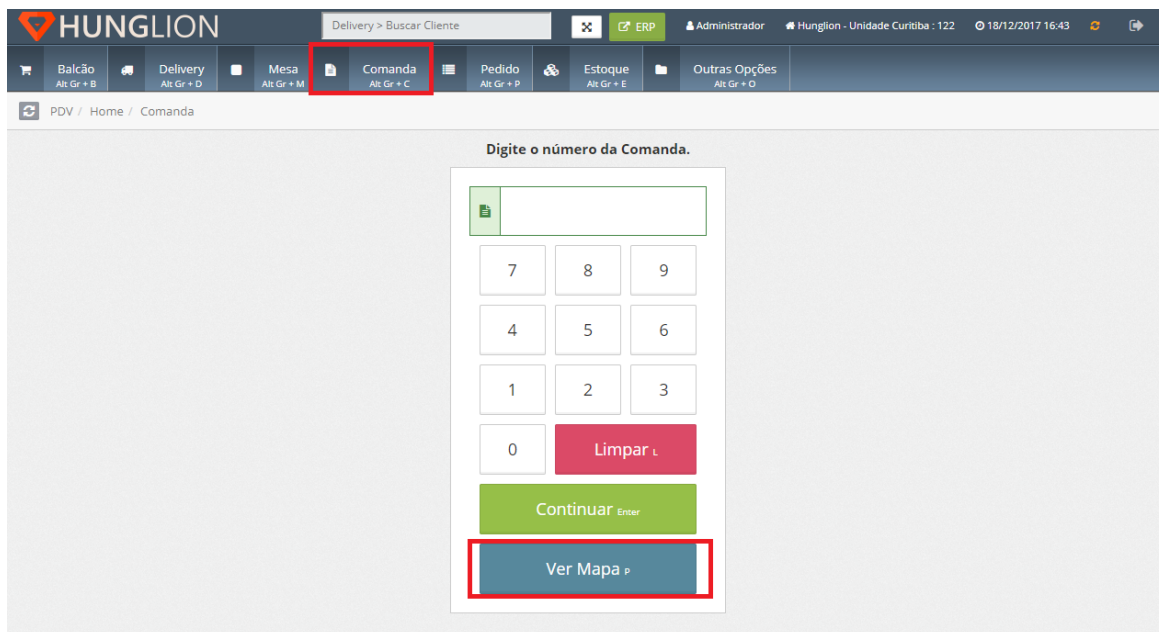 HUNGLION
Delivery > Buscar Cliente
ERP
Administrador
Hunglion - Unidade Curitiba : 122
18/12/2017 16:43
Balcão
Alt Gr + B
Delivery
Alt Gr + D
Mesa
Alt Gr + M
Comanda
Alt Gr + C
Pedido
Alt Gr + P
Estoque
Alt Gr + E
Outras Opções
Alt Gr + O
PDV / Home / Comanda
Digite o número da Comanda.
7 8 9
4 5 6
1 2 3
0 Limpar L
Continuar Enter
Ver Mapa P